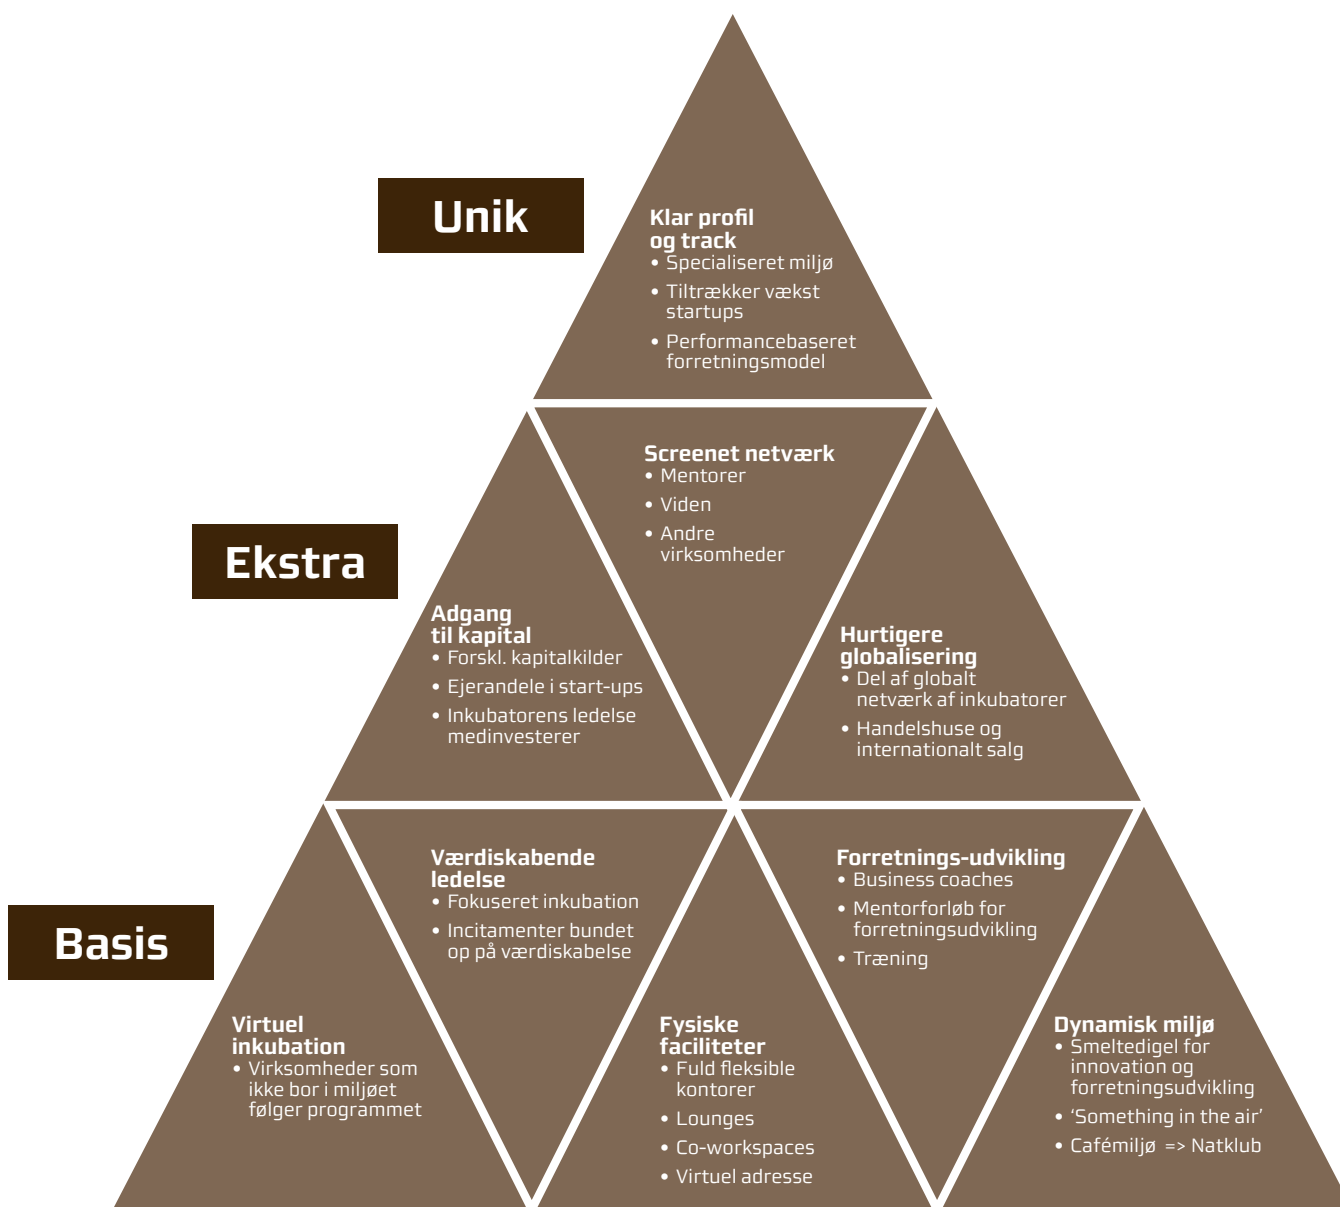 Unik
Klar profil
og track
• Specialiseret miljø
• Tiltrækker vækst
startups
• Performancebaseret
forretningsmodel
Ekstra
Screenet netværk
• Mentorer
• Viden
• Andre
virksomheder
Adgang
til kapital
• Forskl. kapitalkilder
• Ejerandele i start-ups
• Inkubatorens ledelse
medinvesterer
Hurtigere
globalisering
• Del af globalt
netværk af inkubatorer
• Handelshuse og
internationalt salg
Basis
Værdiskabende
ledelse
• Fokuseret inkubation
• Incitamenter bundet
op på værdiskabelse
Forretnings-udvikling
• Business coaches
• Mentorforløb for
forretningsudvikling
• Træning
Virtuel
inkubation
• Virksomheder som
ikke bor i miljøet
følger programmet
Fysiske
faciliteter
• Fuld fleksible
kontorer
• Lounges
• Co-workspaces
• Virtuel adresse
Dynamisk miljø
• Smeltedigel for
innovation og
forretningsudvikling
• ‘Something in the air’
• Cafémiljø => Natklub